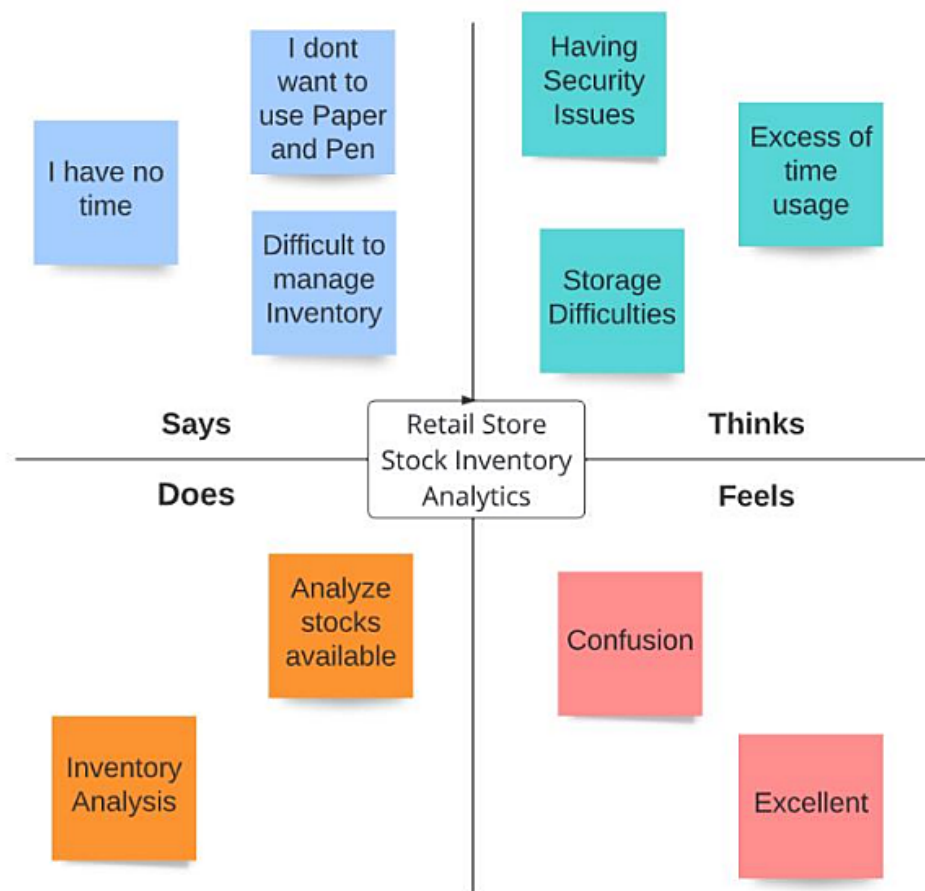 I dont
want to
use Paper
and Pen
I have no
time
Difficult to
manage
Inventory
Says
Having
Security
Issues
Excess of
time
usage
Storage
Difficulties
Thinks
Retail Store
Stock Inventory
Analytics
Does
Analyze
stocks
available
Inventory
Analysis
Feels
Confusion
Excellent